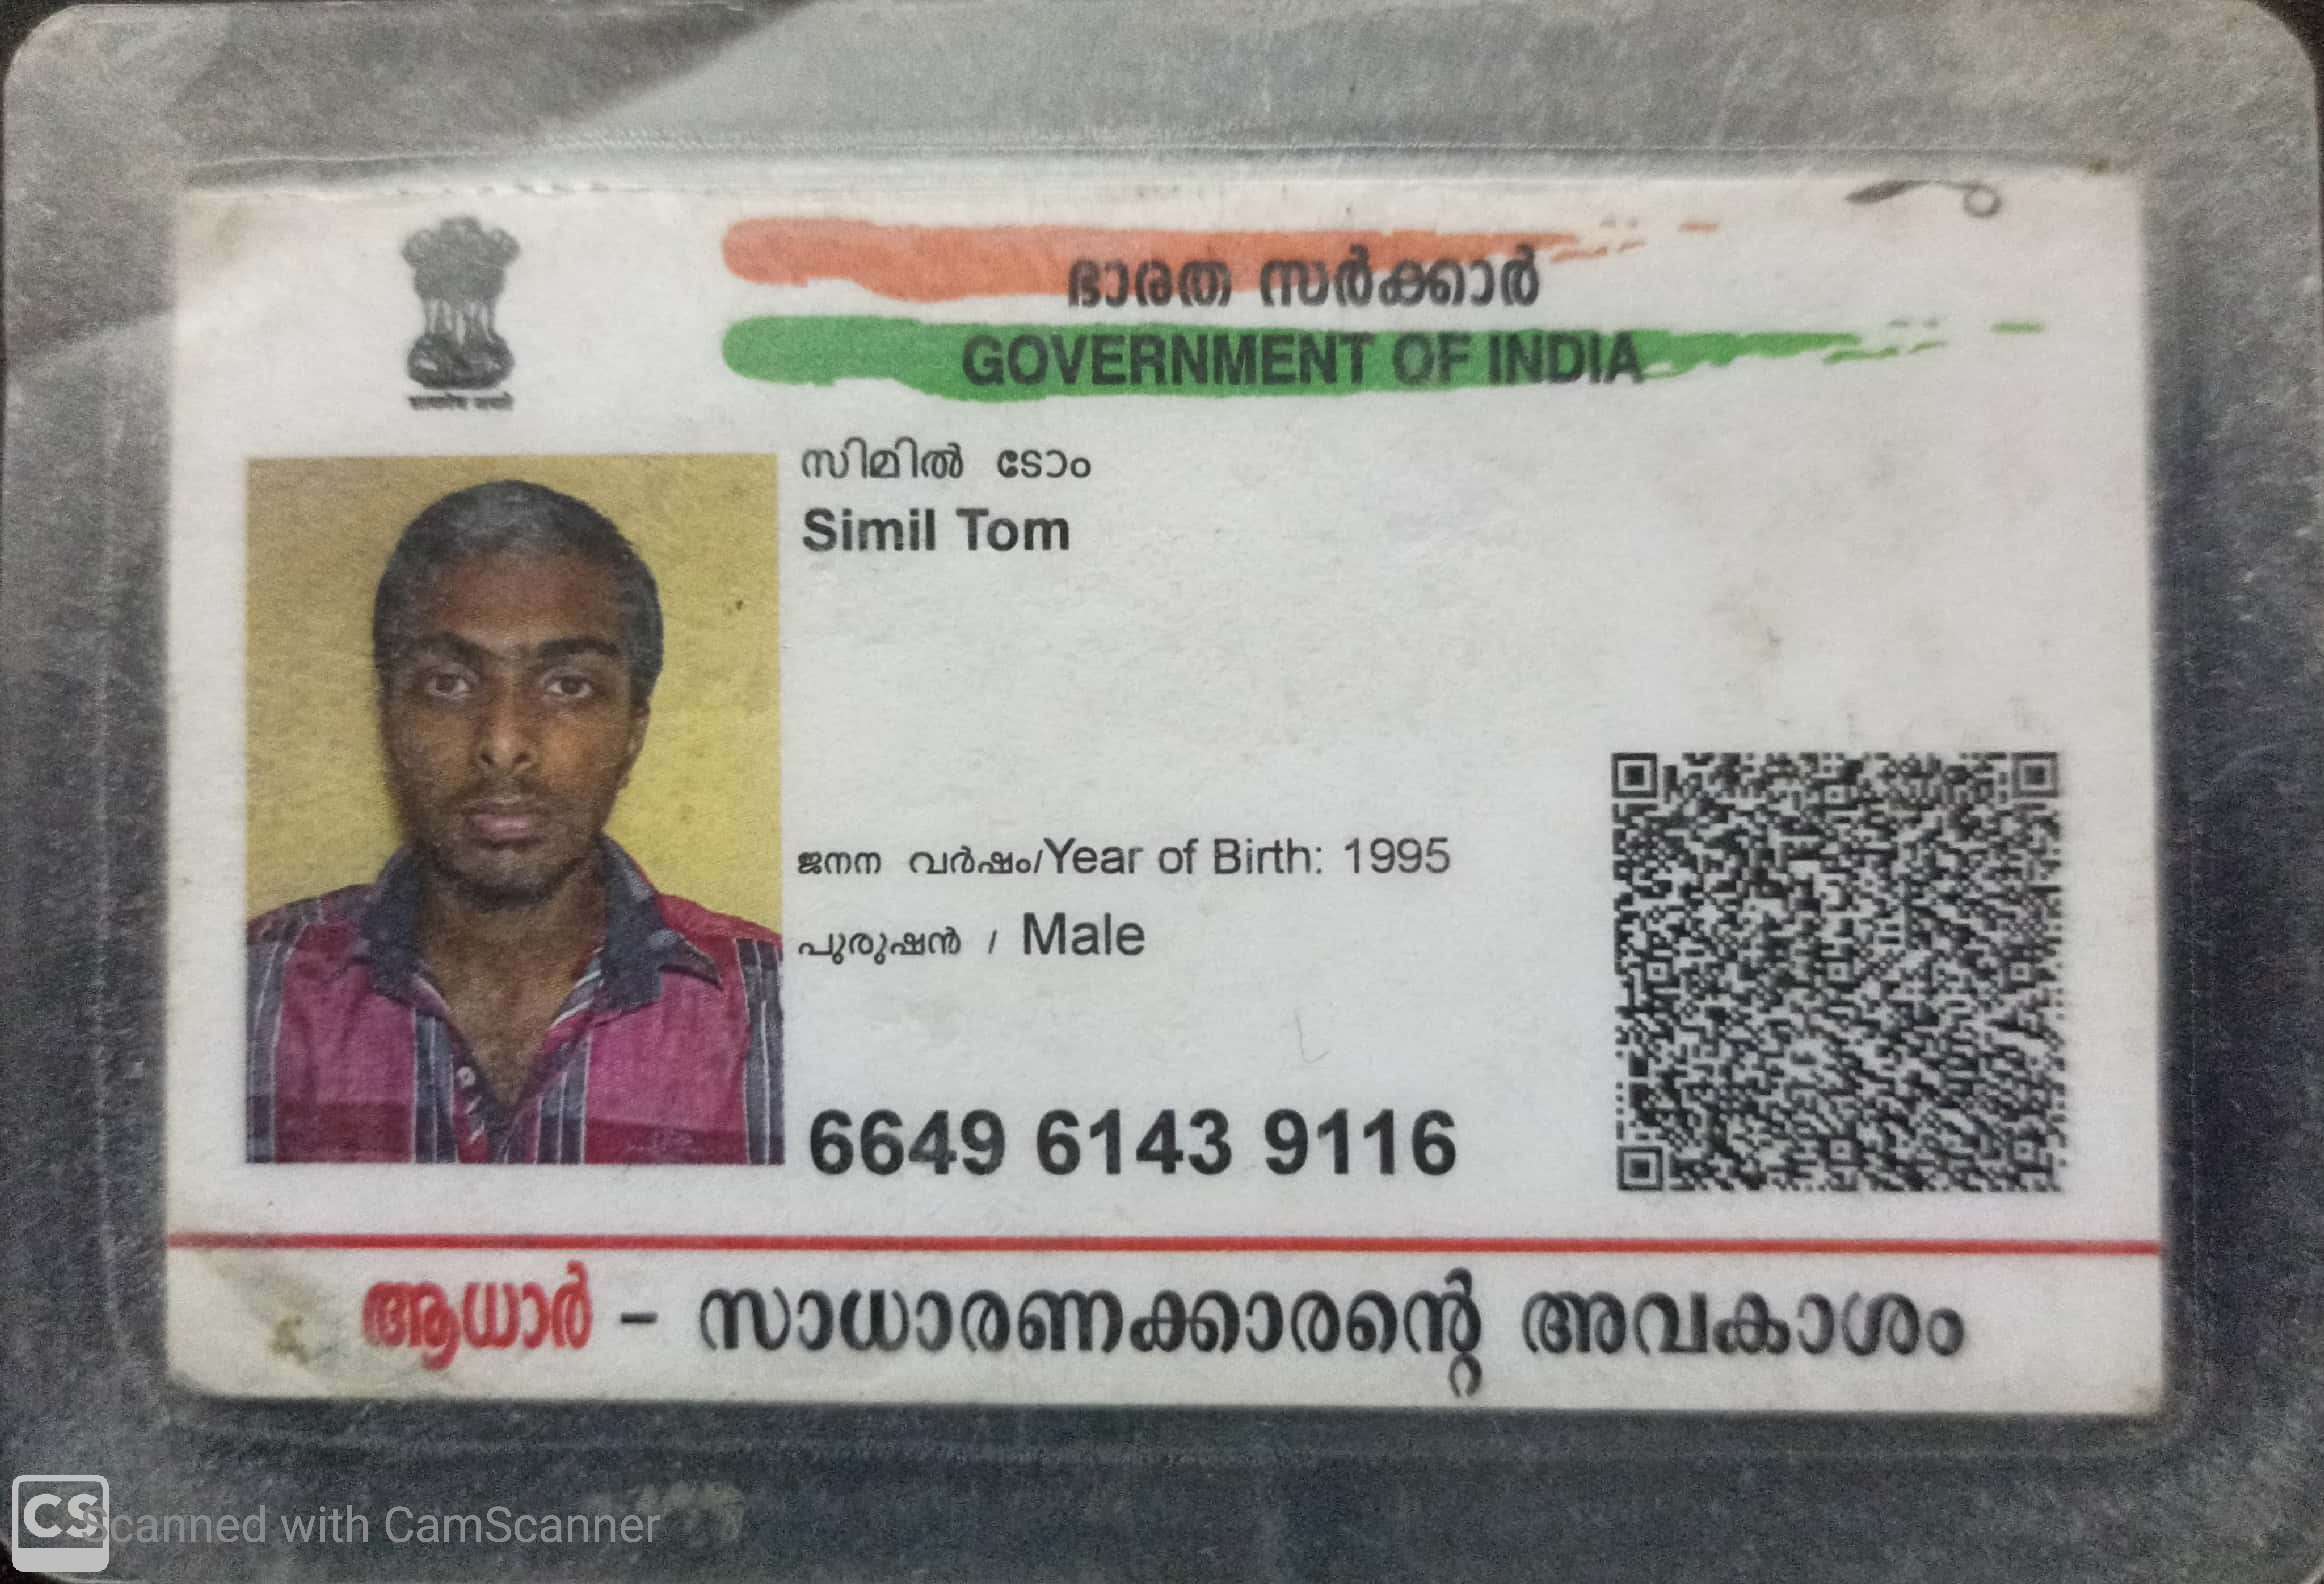 ഭാരത സർക്കാർ
GOVERNMENT OF INDIA
സിമിൽ ടോം
Simil Tom
ജനന വർഷം/Year of Birth: 1995
പുരുഷൻ / Male
6649 6143 9116
ആധാർ – സാധാരണക്കാരന്റെ അവകാശം
CS Scanned with CamScanner